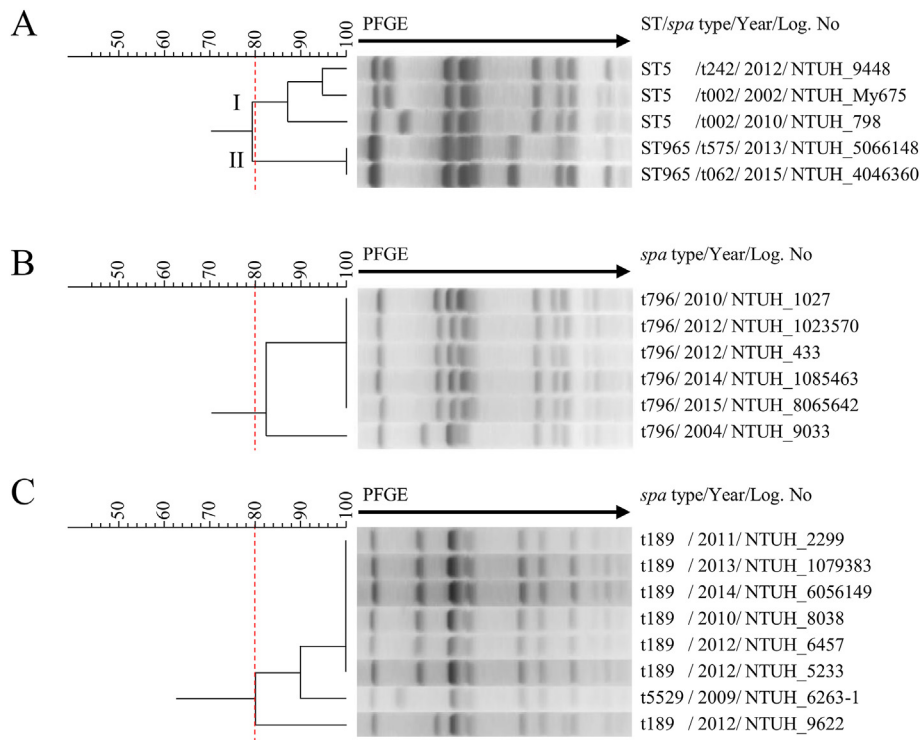 A
50 60 70 80 90 100
PFGE
ST/spa type/Year/Log. No
I
II
ST5 /t242/ 2012/ NTUH_9448
ST5 /t002/ 2002/ NTUH_My675
ST5 /t002/ 2010/ NTUH_798
ST965 /t575/ 2013/ NTUH_5066148
ST965 /t062/ 2015/ NTUH_4046360
B
50 60 70 80 90 100
PFGE
spa type/Year/Log. No
t796/ 2010/ NTUH_1027
t796/ 2012/ NTUH_1023570
t796/ 2012/ NTUH_433
t796/ 2014/ NTUH_1085463
t796/ 2015/ NTUH_8065642
t796/ 2004/ NTUH_9033
C
50 60 70 80 90 100
PFGE
spa type/Year/Log. No
t189 / 2011/ NTUH_2299
t189 / 2013/ NTUH_1079383
t189 / 2014/ NTUH_6056149
t189 / 2010/ NTUH_8038
t189 / 2012/ NTUH_6457
t189 / 2012/ NTUH_5233
t5529 / 2009/ NTUH_6263-1
t189 / 2012/ NTUH_9622